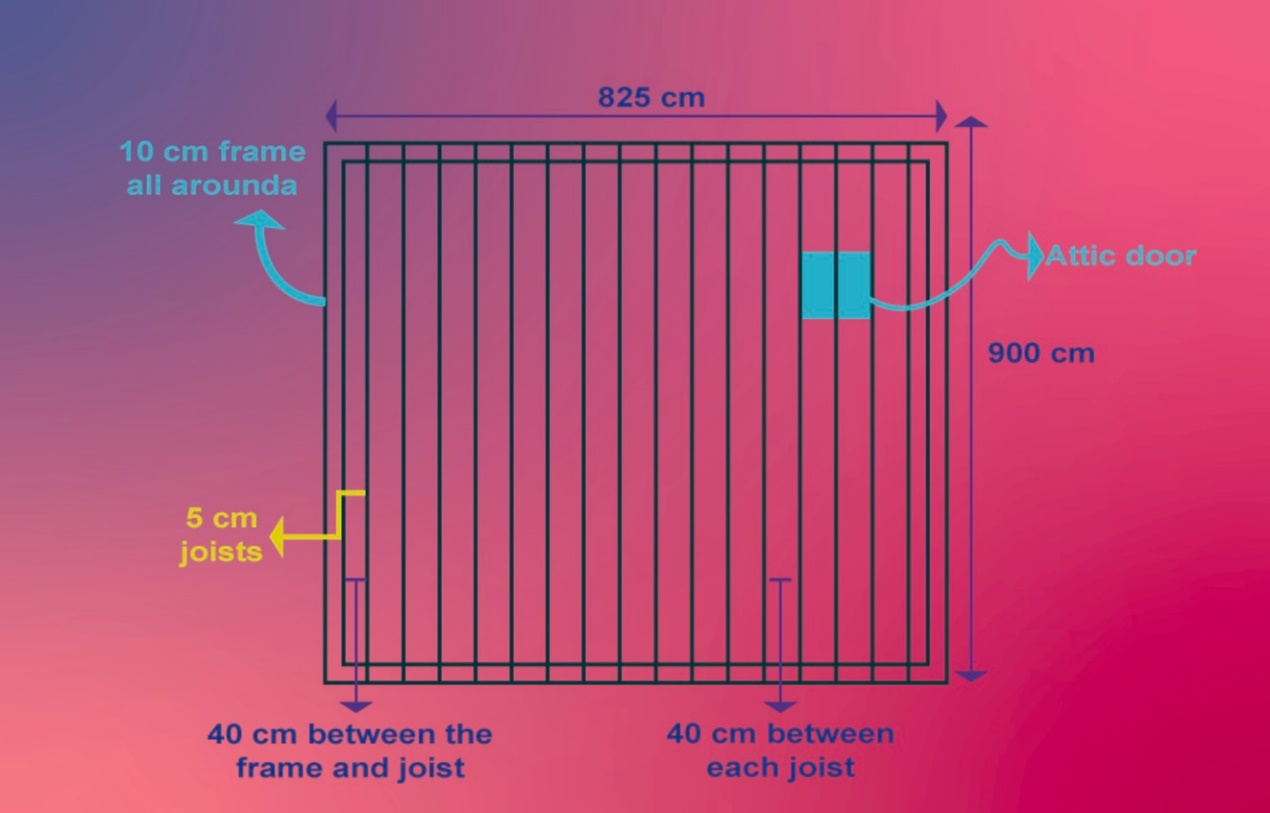 825 cm
10 cm frame
all arounda
Attic door
900 cm
5 cm
joists
40 cm between the
frame and joist
40 cm between
each joist